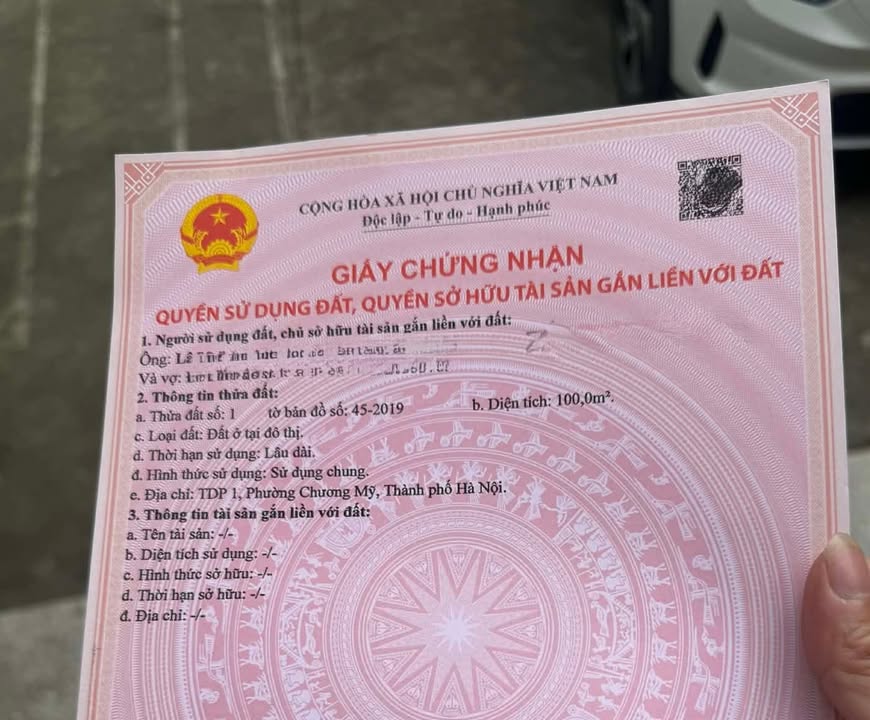 CỘNG HÒA XÃ HỘI CHỦ NGHĨA VIỆT NAM
Độc lập - Tự do - Hạnh phúc
GIẤY CHỨNG NHẬN
QUYỀN SỬ DỤNG ĐẤT, QUYỀN SỞ HỮU TÀI SẢN GẮN LIỀN VỚI ĐẤT
1. Người sử dụng đất, chủ sở hữu tài sản gắn liền với đất:
Ông: Lê
Và vợ:
2. Thông tin thửa đất:
a. Thửa đất số: 1 tờ bản đồ số: 45-2019 b. Diện tích: 100,0m².
c. Loại đất: Đất ở tại đô thị.
d. Thời hạn sử dụng: Lâu dài.
đ. Hình thức sử dụng: Sử dụng chung.
e. Địa chỉ: TDP 1, Phường Chương Mỹ, Thành phố Hà Nội.
3. Thông tin tài sản gắn liền với đất:
a. Tên tài sản: -/-
b. Diện tích sử dụng: -/-
c. Hình thức sở hữu: -/-
d. Thời hạn sở hữu: -/-
đ. Địa chỉ: -/-